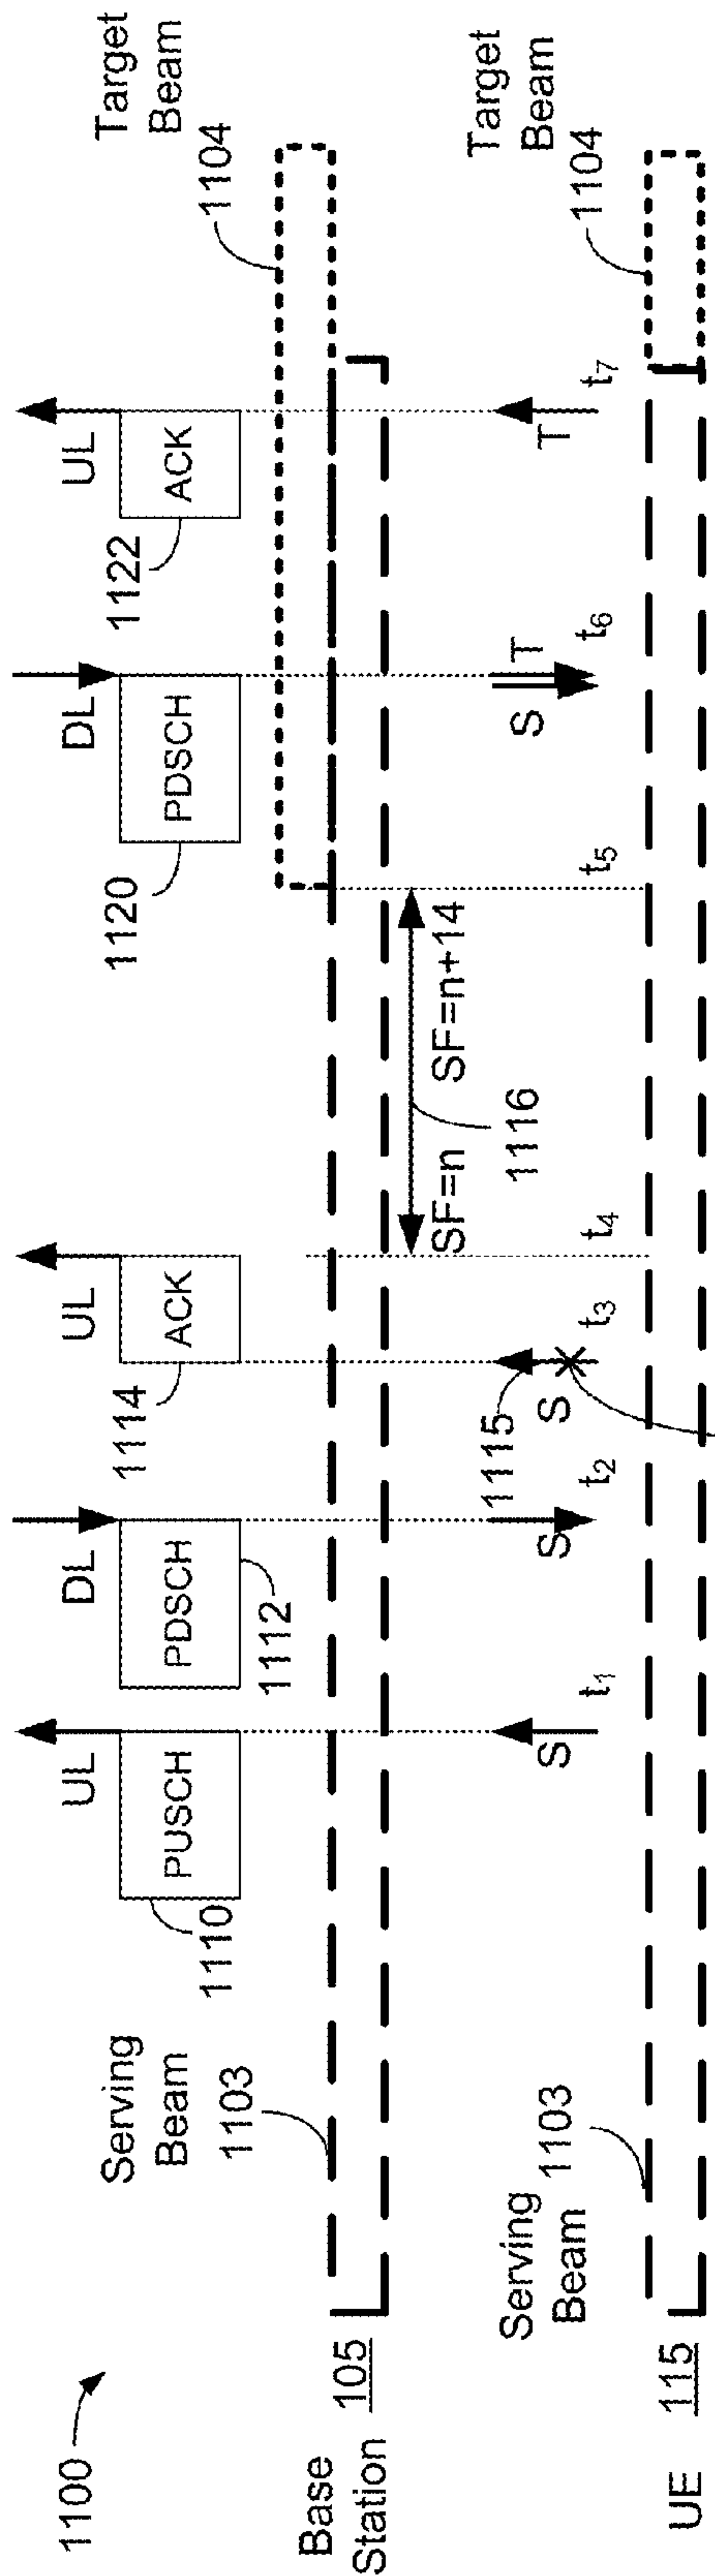 1100
UL
DL
UL
DL
UL
PUSCH
PDSCH
ACK
PDSCH
ACK
1110
1112
1114
1120
1122
Serving
Beam
1103
Target
Beam
1104
Base
Station 105
SF=n SF=n+14
1116
S
S
S
1115
S
T
T
t1
t2
t3
t4
t5
t6
t7
Serving
Beam 1103
Target
Beam
1104
UE 115